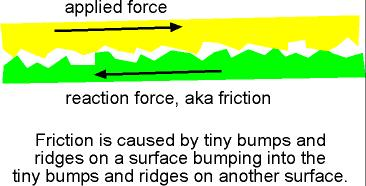 applied force
reaction force, aka friction
Friction is caused by tiny bumps and
ridges on a surface bumping into the
tiny bumps and ridges on another surface.